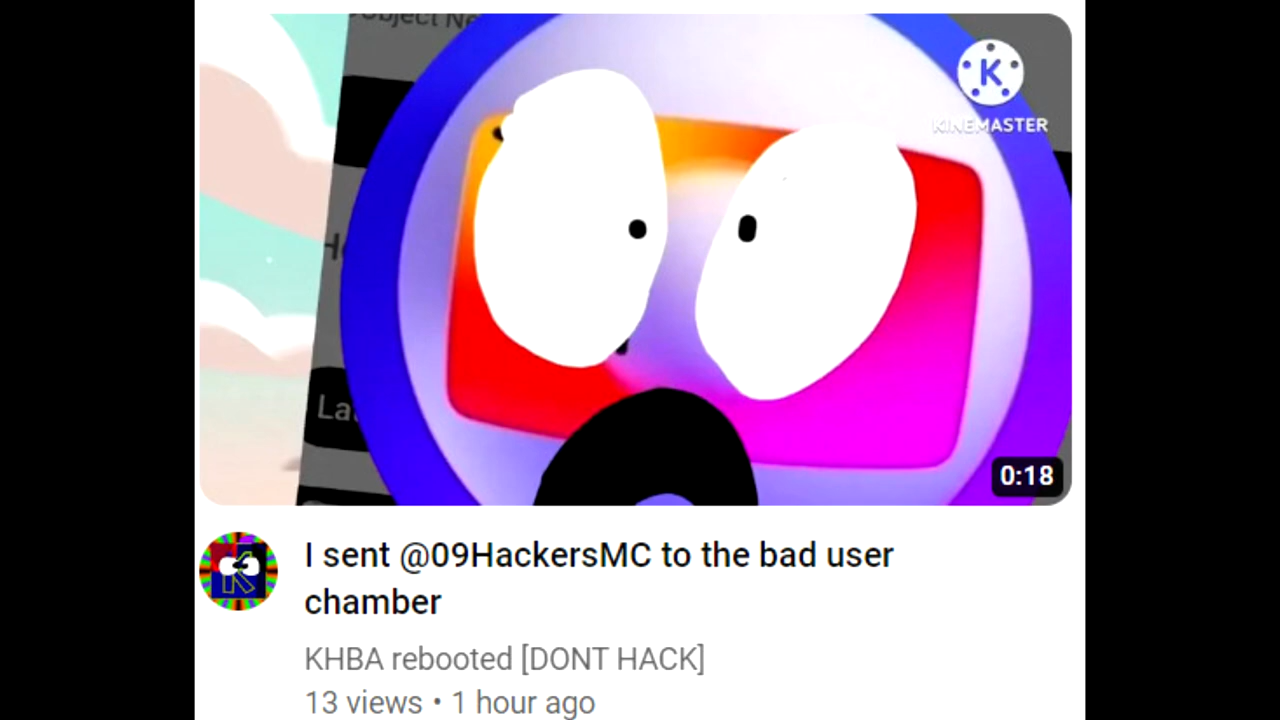 Object Ne
K
KINEMASTER
La
0:18
I sent @09HackersMC to the bad user
chamber
KHBA rebooted [DONT HACK]
13 views • 1 hour ago